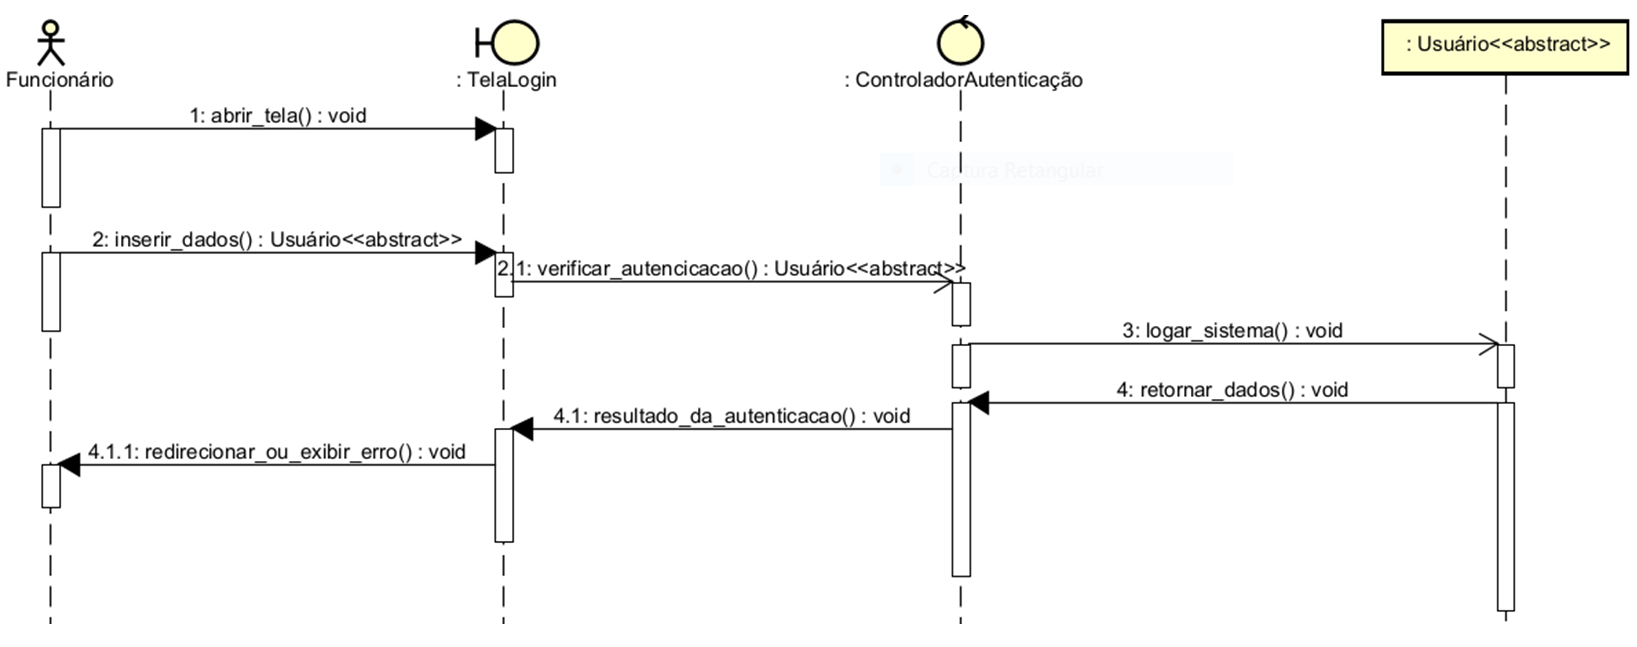 : Usuário<<abstract>>
Funcionário
: TelaLogin
: ControladorAutenticação
1: abrir_tela() : void
Captura Retangular
2: inserir_dados() : Usuário<<abstract>>
2.1: verificar_autencicacao() : Usuário<<abstract>>
3: logar_sistema() : void
4: retornar_dados() : void
4.1: resultado_da_autenticacao() : void
4.1.1: redirecionar_ou_exibir_erro() : void